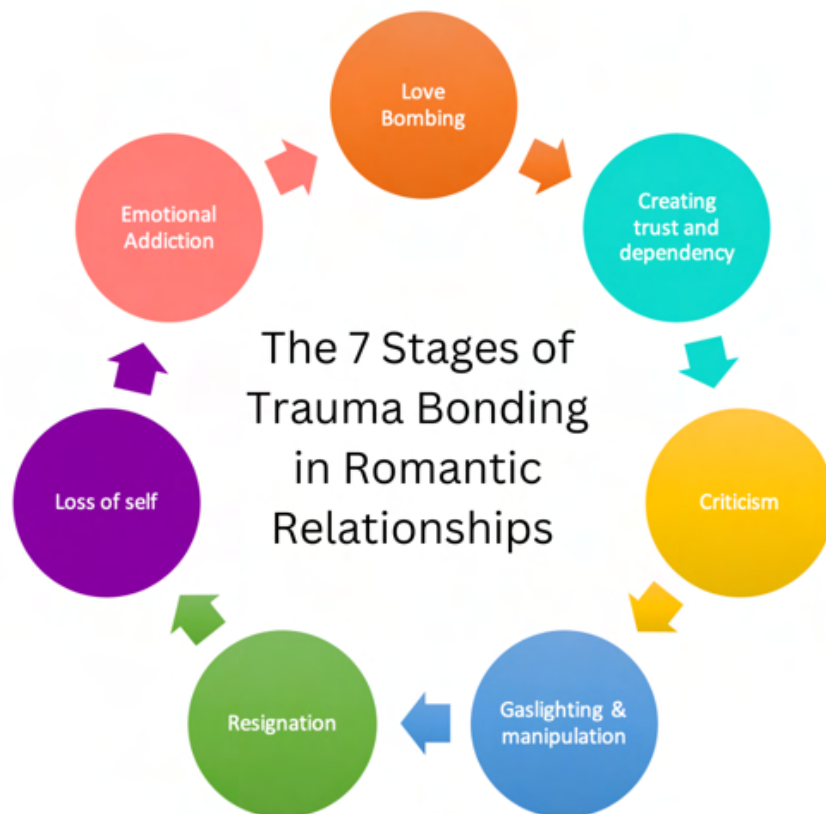 Love
Bombing
Creating
trust and
dependency
Criticism
Gaslighting &
manipulation
Resignation
Loss of self
Emotional
Addiction
The 7 Stages of
Trauma Bonding
in Romantic
Relationships